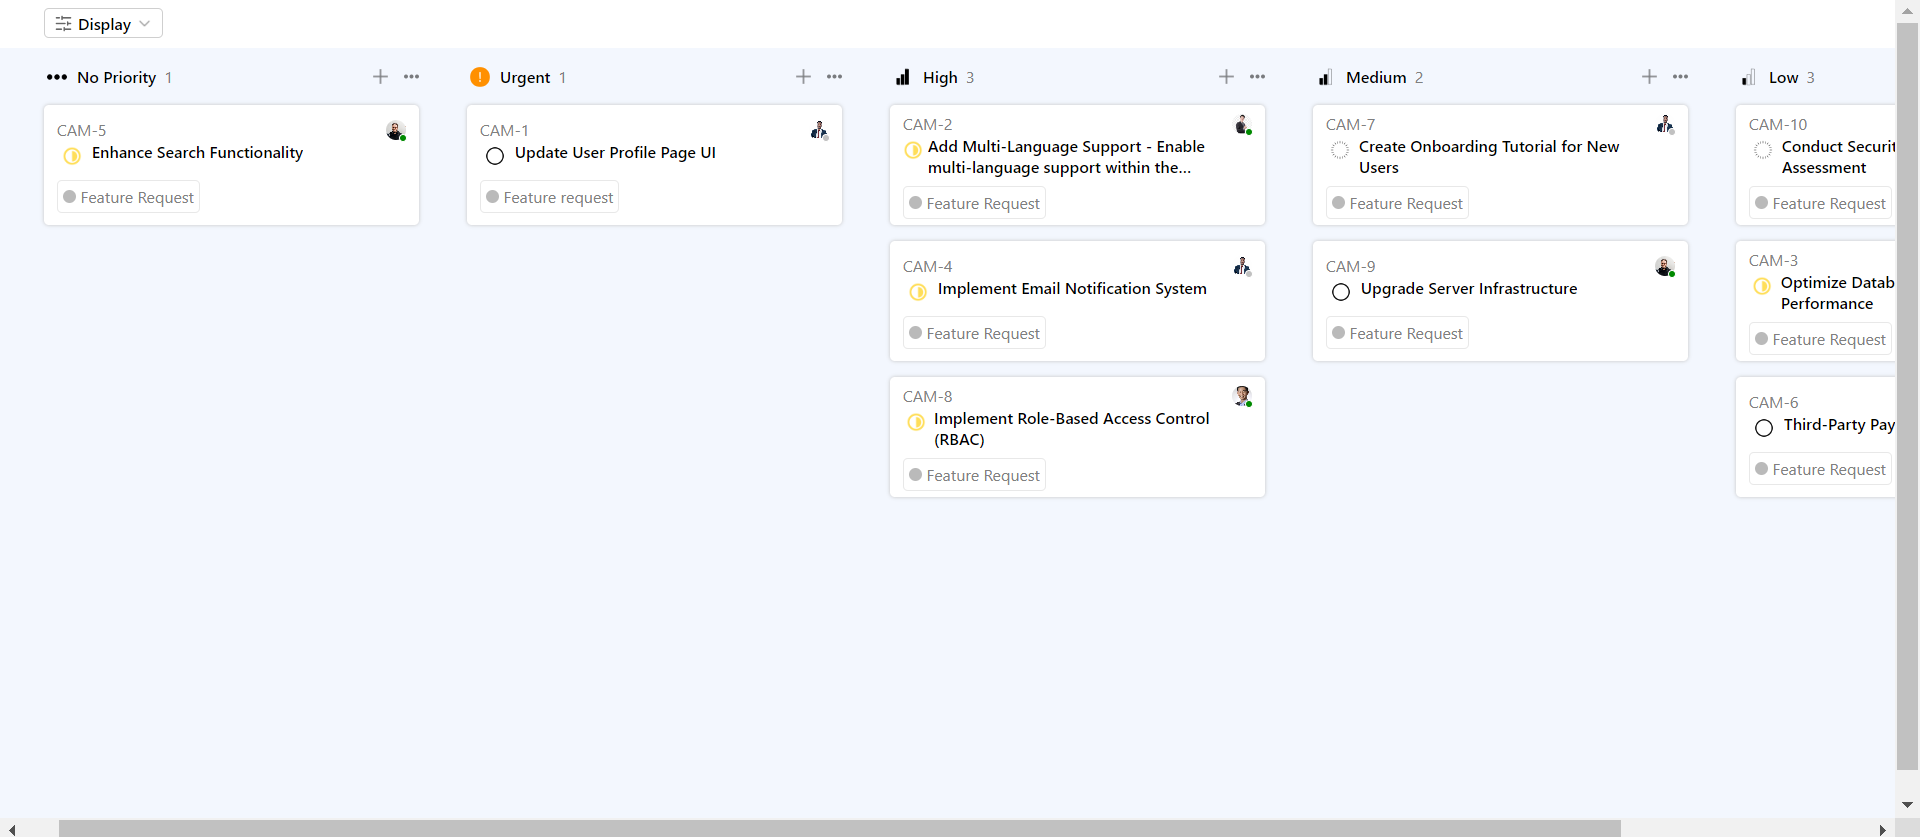 Display
No Priority 1
CAM-5
Enhance Search Functionality
Feature Request
Urgent 1
CAM-1
Update User Profile Page UI
Feature request
High 3
CAM-2
Add Multi-Language Support - Enable
multi-language support within the...
Feature Request
CAM-4
Implement Email Notification System
Feature Request
CAM-8
Implement Role-Based Access Control
(RBAC)
Feature Request
Medium 2
CAM-7
Create Onboarding Tutorial for New
Users
Feature Request
CAM-9
Upgrade Server Infrastructure
Feature Request
Low 3
CAM-10
Conduct Securit
Assessment
Feature Request
CAM-3
Optimize Datab
Performance
Feature Request
CAM-6
Third-Party Pay
Feature Request